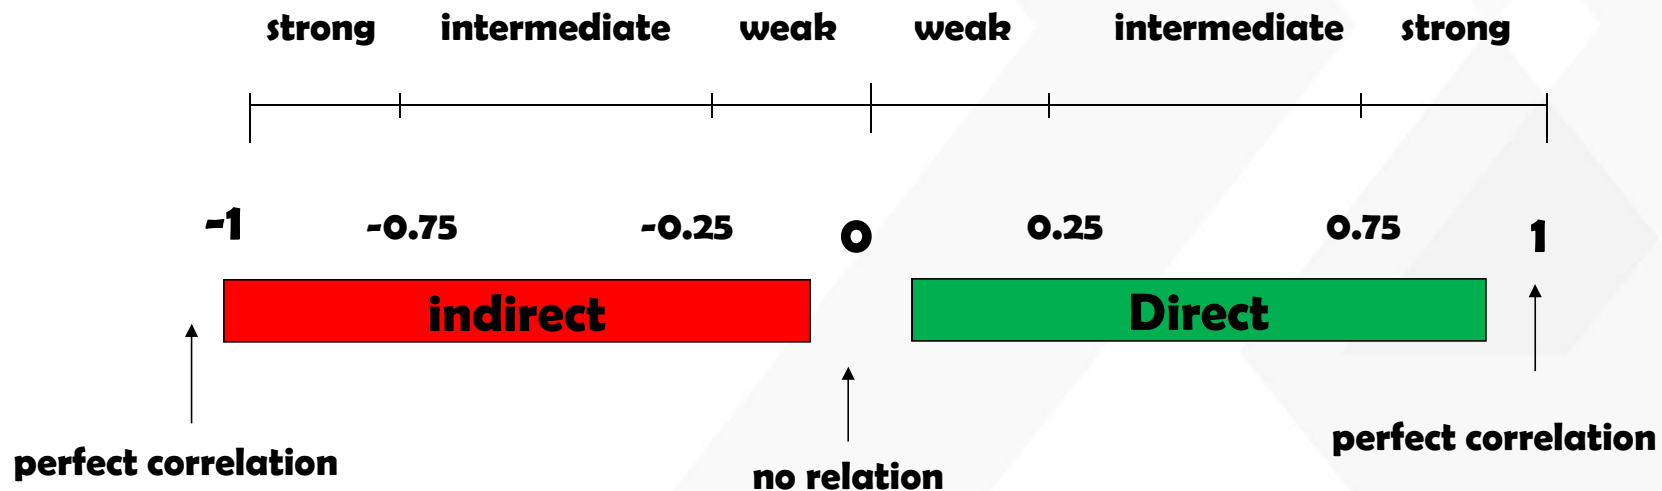 strong intermediate weak weak intermediate strong
-1 -0.75 -0.25 0 0.25 0.75 1
indirect Direct
perfect correlation no relation perfect correlation